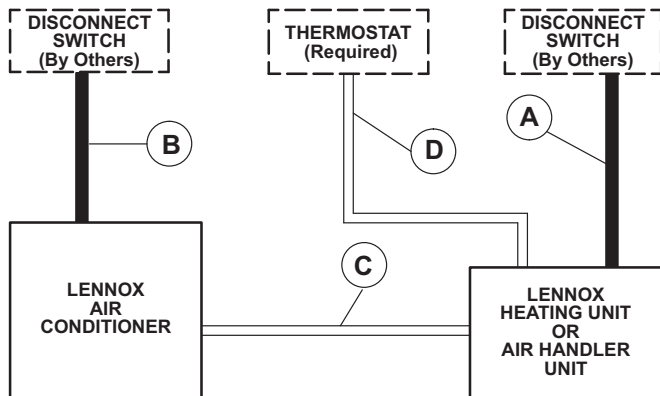 DISCONNECT
SWITCH
(By Others)
THERMOSTAT
(Required)
DISCONNECT
SWITCH
(By Others)
B
D
A
C
LENNOX
AIR
CONDITIONER
LENNOX
HEATING UNIT
OR
AIR HANDLER
UNIT